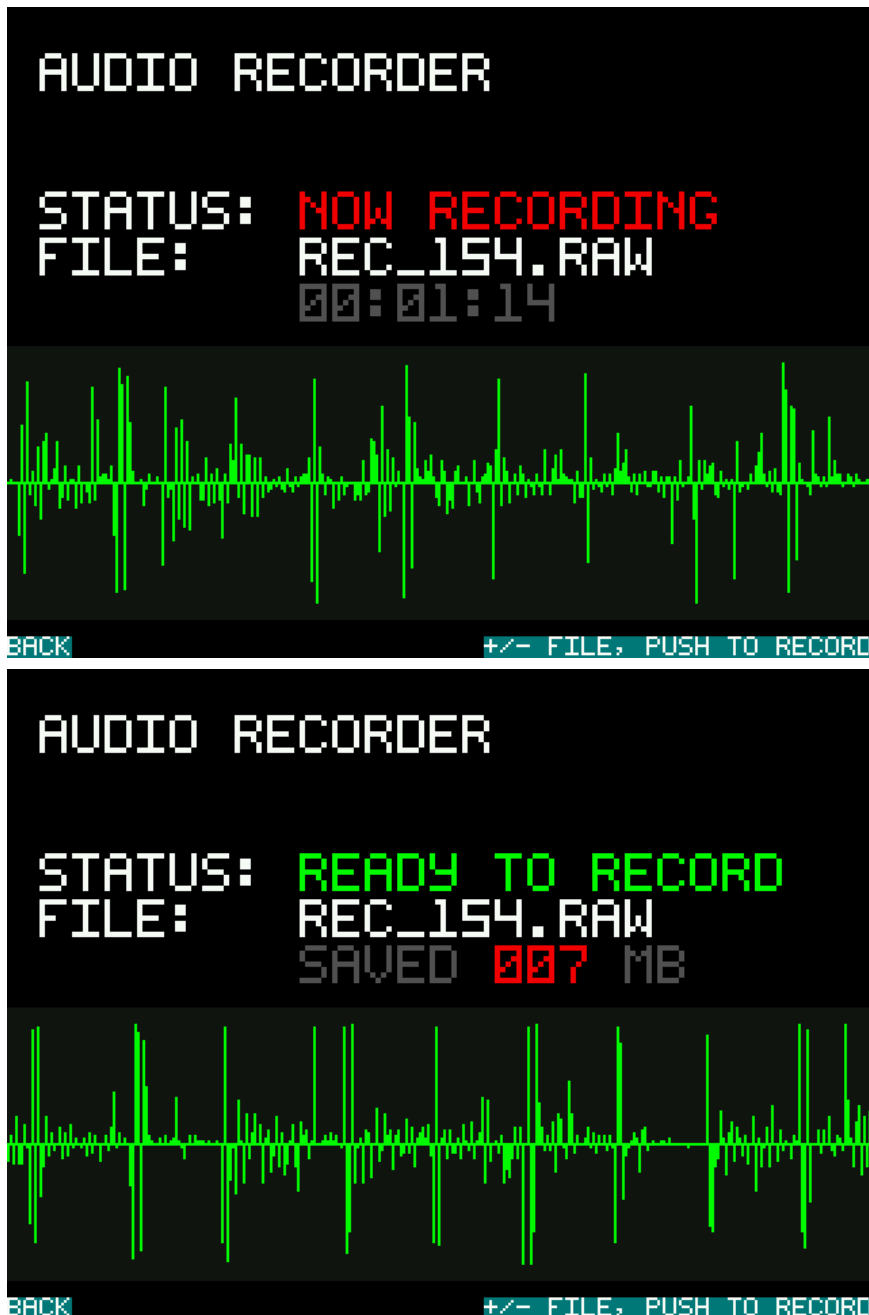 AUDIO RECORDER
STATUS: NOW RECORDING
FILE: REC_154.RAW
00:01:14
BACK +/- FILE, PUSH TO RECORD
AUDIO RECORDER
STATUS: READY TO RECORD
FILE: REC_154.RAW
SAVED 007 MB
BACK +/- FILE, PUSH TO RECORD